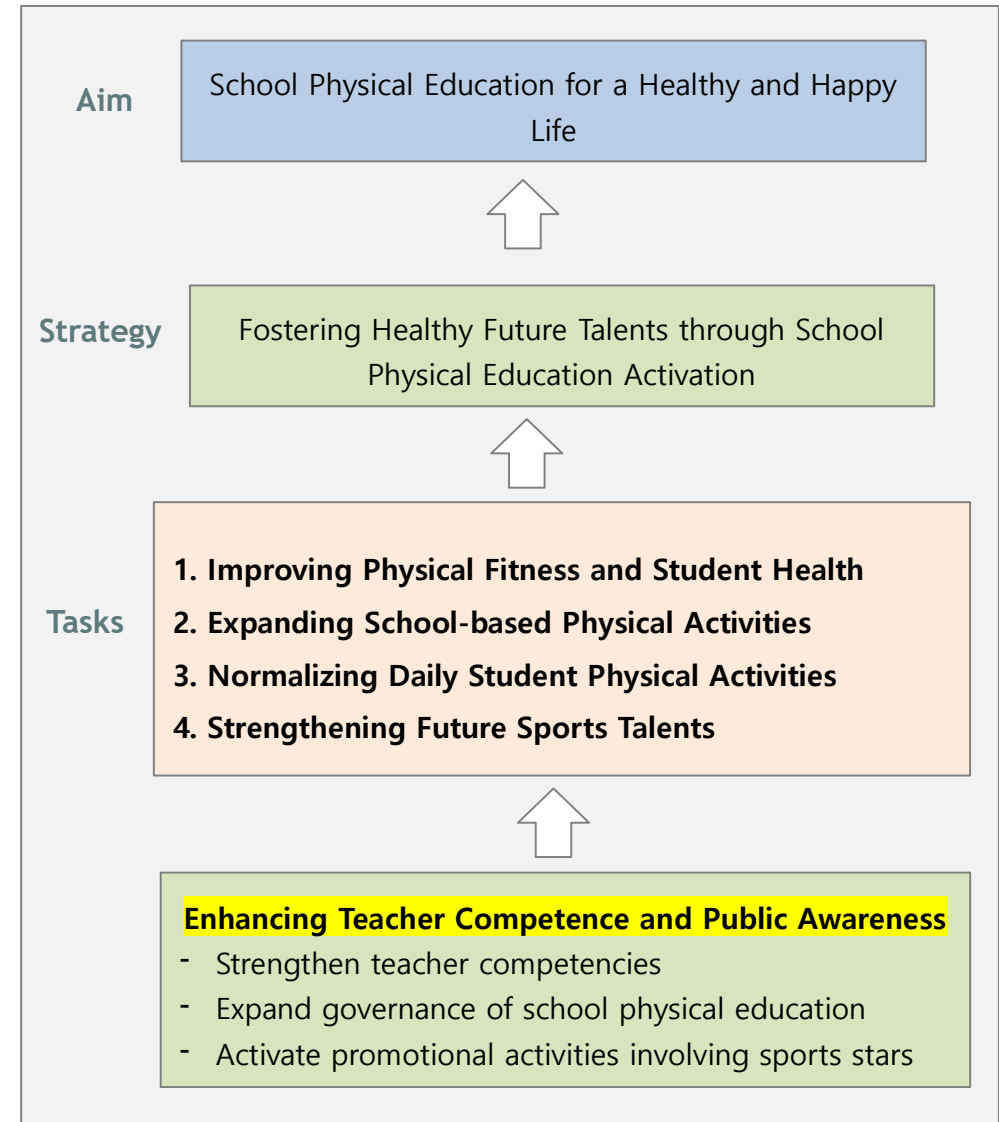 Aim
School Physical Education for a Healthy and Happy
Life
Strategy
Fostering Healthy Future Talents through School
Physical Education Activation
Tasks
1. Improving Physical Fitness and Student Health
2. Expanding School-based Physical Activities
3. Normalizing Daily Student Physical Activities
4. Strengthening Future Sports Talents
Enhancing Teacher Competence and Public Awareness
- Strengthen teacher competencies
- Expand governance of school physical education
- Activate promotional activities involving sports stars